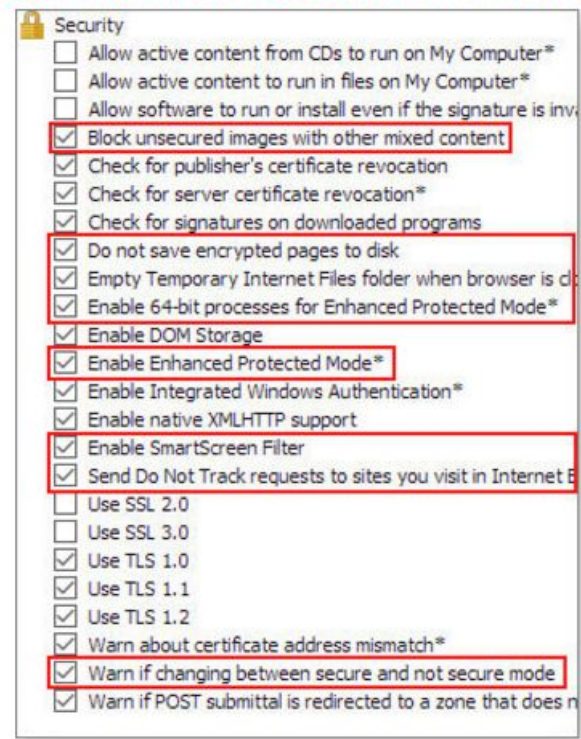 Security
Allow active content from CDs to run on My Computer*
Allow active content to run in files on My Computer*
Allow software to run or install even if the signature is
Block unsecured images with other mixed content
Check for publisher's certificate revocation
Check for server certificate revocation*
Check for signatures on downloaded programs
Do not save encrypted pages to disk
Empty Temporary Internet Files folder when browser is
Enable 64-bit processes for Enhanced Protected Mode*
Enable DOM Storage
Enable Enhanced Protected Mode*
Enable Integrated Windows Authentication*
Enable native XMLHTTP support
Enable SmartScreen Filter
Send Do Not Track requests to sites you visit in Internet
Use SSL 2.0
Use SSL 3.0
Use TLS 1.0
Use TLS 1.1
Use TLS 1.2
Warn about certificate address mismatch*
Warn if changing between secure and not secure mode
Warn if POST submittal is redirected to a zone that does